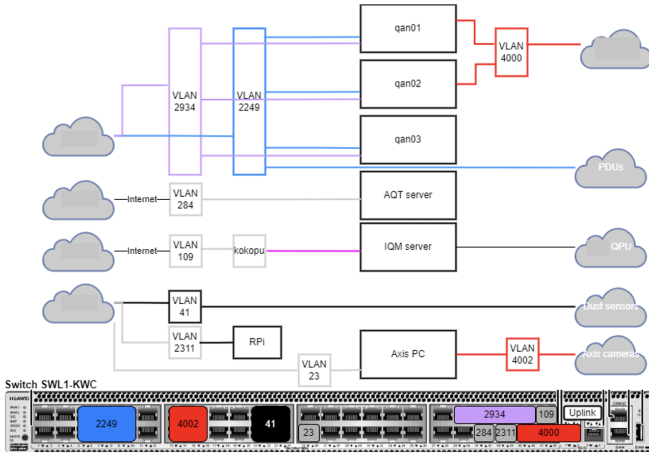 qan01
VLAN
4000
VLAN
2934
VLAN
2249
qan02
qan03
PDUs
Internet
VLAN
284
AQT server
Internet
VLAN
109
kokopu
IQM server
QPU
VLAN
41
Dust sensors
VLAN
2311
RPi
VLAN
23
Axis PC
VLAN
4002
Axis cameras
Switch SWL1-KWC
HUAWEI
2249
4002
41
23
2934
109
Uplink
284
2311
4000